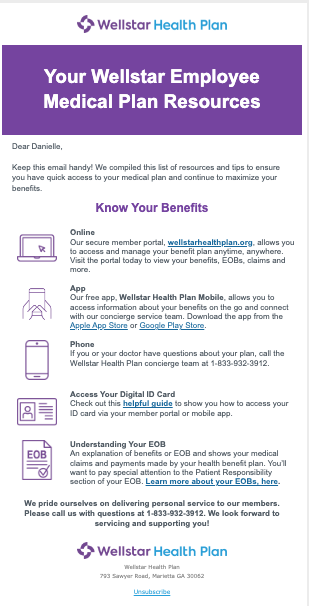 Wellstar Health Plan
Your Wellstar Employee
Medical Plan Resources
Dear Danielle,
Keep this email handy! We compiled this list of resources and tips to ensure
you have quick access to your medical plan and continue to maximize your
benefits.
Know Your Benefits
Online
Our secure member portal, wellstarhealthplan.org, allows you
to access and manage your benefit plan anytime, anywhere.
Visit the portal today to view your benefits, EOBs, claims and
more.
App
Our free app, Wellstar Health Plan Mobile, allows you to
access information about your benefits on the go and connect
with our concierge service team. Download the app from the
Apple App Store or Google Play Store.
Phone
If you or your doctor have questions about your plan, call the
Wellstar Health Plan concierge team at 1-833-932-3912.
Access Your Digital ID Card
Check out this helpful guide to show you how to access your
ID card via your member portal or mobile app.
EOB
Understanding Your EOB
An explanation of benefits or EOB and shows your medical
claims and payments made by your health benefit plan. You'll
want to pay special attention to the Patient Responsibility
section of your EOB. Learn more about your EOBs, here.
We pride ourselves on delivering personal service to our members.
Please call us with questions at 1-833-932-3912. We look forward to
servicing and supporting you!
Wellstar Health Plan
Wellstar Health Plan
793 Sawyer Road, Marietta GA 30062
Unsubscribe